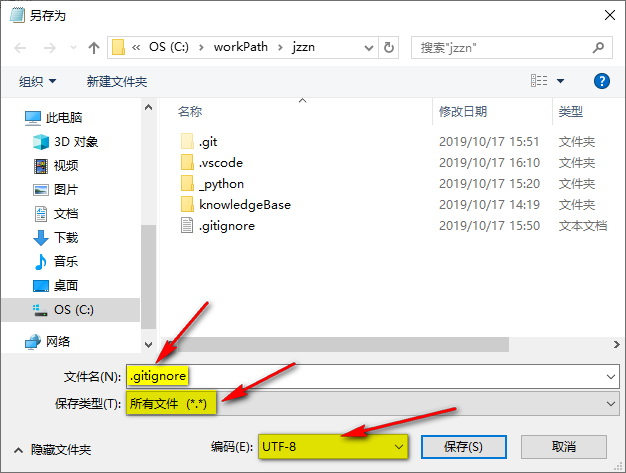 另存为
« OS (C:) › workPath › jzzn
搜索"jzzn"
组织 新建文件夹
名称 修改日期 类型
此电脑
3D 对象
视频
图片
文档
下载
音乐
桌面
OS (C:)
网络
.git 2019/10/17 15:51 文件夹
.vscode 2019/10/17 16:10 文件夹
_python 2019/10/17 15:20 文件夹
knowledgeBase 2019/10/17 14:19 文件夹
.gitignore 2019/10/17 15:50 文本文档
文件名(N): .gitignore
保存类型(T): 所有文件 (*.*)
隐藏文件夹 编码(E): UTF-8 保存(S) 取消